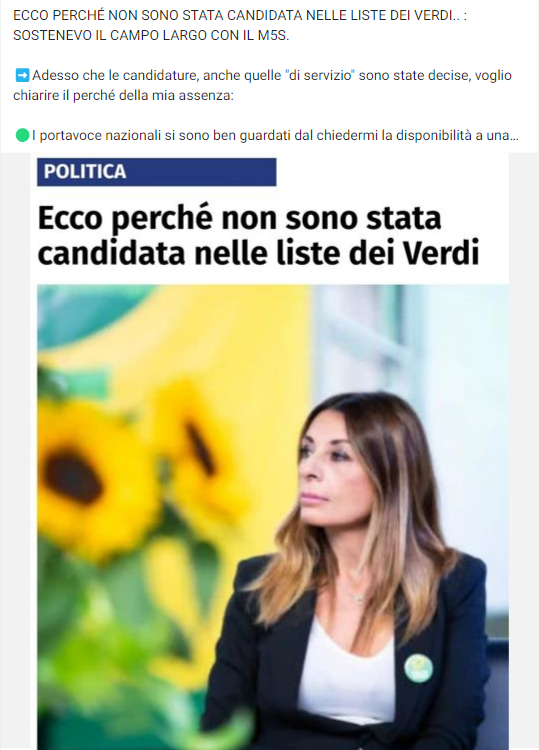 ECCO PERCHÉ NON SONO STATA CANDIDATA NELLE LISTE DEI VERDI.. :
SOSTENEVO IL CAMPO LARGO CON IL M5S.
➡️Adesso che le candidature, anche quelle "di servizio" sono state decise, voglio
chiarire il perché della mia assenza:
🟢I portavoce nazionali si sono ben guardati dal chiedermi la disponibilità a una...
POLITICA
Ecco perché non sono stata
candidata nelle liste dei Verdi